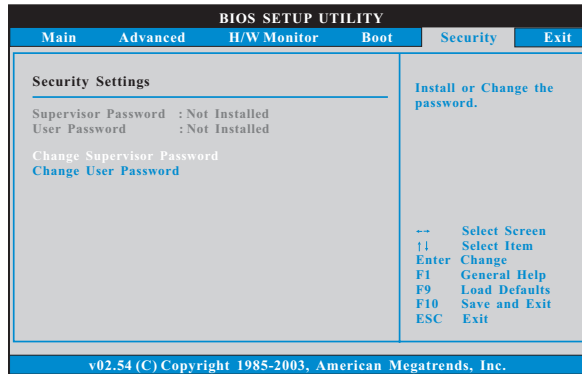 BIOS SETUP UTILITY
Main Advanced H/W Monitor Boot Security Exit
Security Settings
Supervisor Password : Not Installed
User Password : Not Installed
Change Supervisor Password
Change User Password
Install or Change the
password.
←→ Select Screen
↑↓ Select Item
Enter Change
F1 General Help
F9 Load Defaults
F10 Save and Exit
ESC Exit
v02.54 (C) Copyright 1985-2003, American Megatrends, Inc.